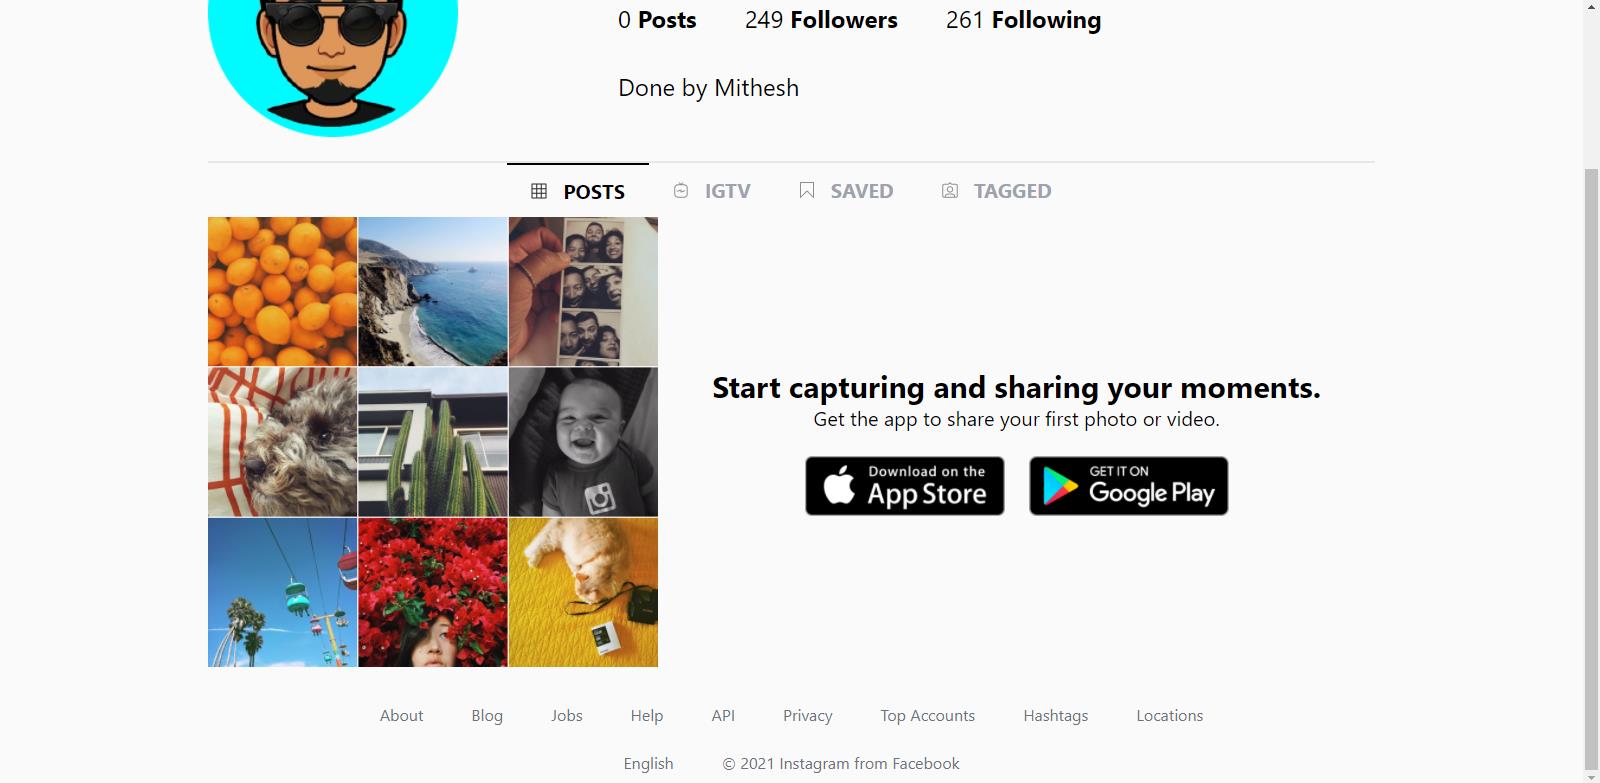 0 Posts 249 Followers 261 Following
Done by Mithesh
POSTS IGTV SAVED TAGGED
Start capturing and sharing your moments.
Get the app to share your first photo or video.
Download on the App Store
GET IT ON Google Play
About Blog Jobs Help API Privacy Top Accounts Hashtags Locations
English © 2021 Instagram from Facebook